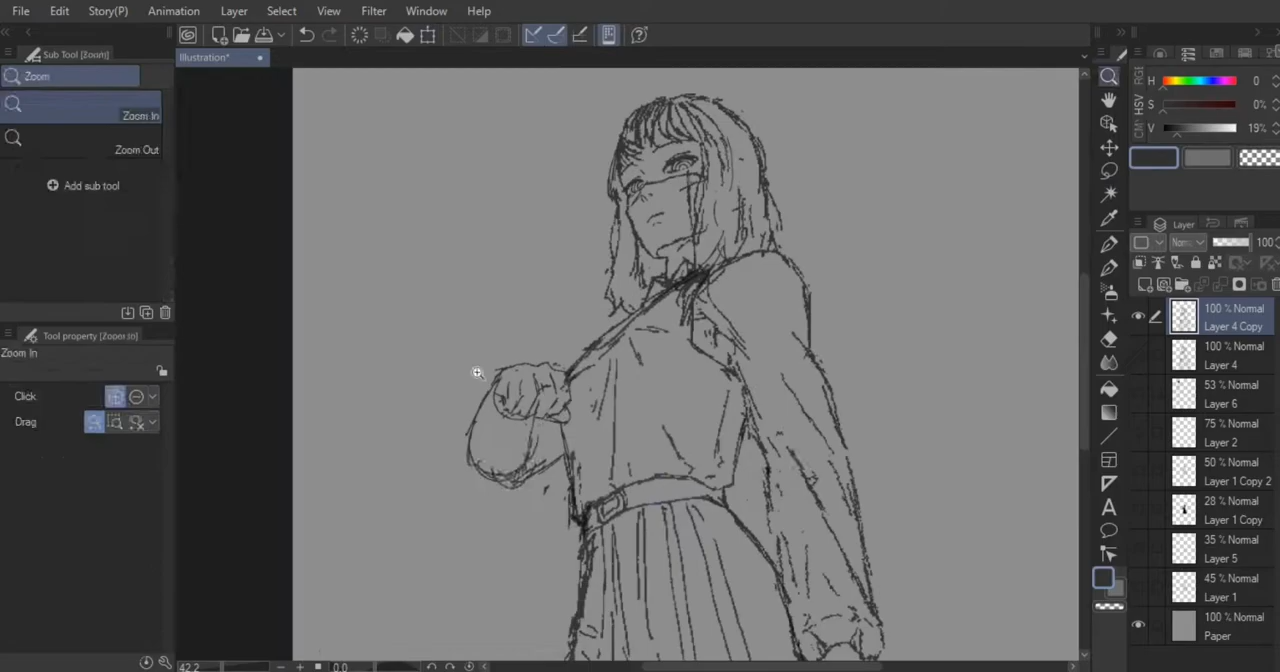 File Edit Story(P) Animation Layer Select View Filter Window Help
Sub Tool [Zoom]
Illustration*
Zoom
Zoom In
Zoom Out
Add sub tool
Tool property [Zoom In]
Zoom In
Click
Drag
42.2
0.0
RGB
HSV
H 0
S 0%
V 19%
Layer
100
100 % Normal
Layer 4 Copy
100 % Normal
Layer 4
53 % Normal
Layer 6
75 % Normal
Layer 2
50 % Normal
Layer 1 Copy 2
28 % Normal
Layer 1 Copy
35 % Normal
Layer 5
45 % Normal
Layer 1
100 % Normal
Paper